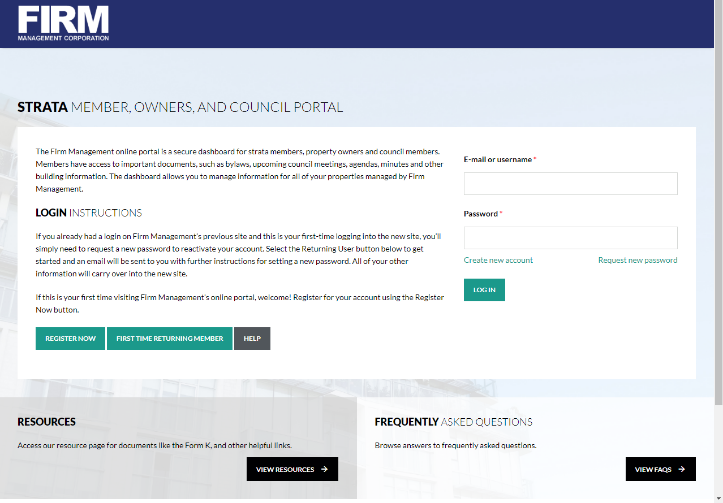 FIRM
MANAGEMENT CORPORATION
STRATA MEMBER, OWNERS, AND COUNCIL PORTAL
The Firm Management online portal is a secure dashboard for strata members, property owners and council members.
Members have access to important documents, such as bylaws, upcoming council meetings, agendas, minutes and other
building information. The dashboard allows you to manage information for all of your properties managed by Firm
Management.
LOGIN INSTRUCTIONS
If you already had a login on Firm Management's previous site and this is your first-time logging into the new site, you'll
simply need to request a new password to reactivate your account. Select the Returning User button below to get
started and an email will be sent to you with further instructions for setting a new password. All of your other
information will carry over into the new site.
If this is your first time visiting Firm Management's online portal, welcome! Register for your account using the Register
Now button.
REGISTER NOW
FIRST TIME RETURNING MEMBER
HELP
E-mail or username *
Password *
Create new account
Request new password
LOG IN
RESOURCES
Access our resource page for documents like the Form K, and other helpful links.
VIEW RESOURCES →
FREQUENTLY ASKED QUESTIONS
Browse answers to frequently asked questions.
VIEW FAQS →